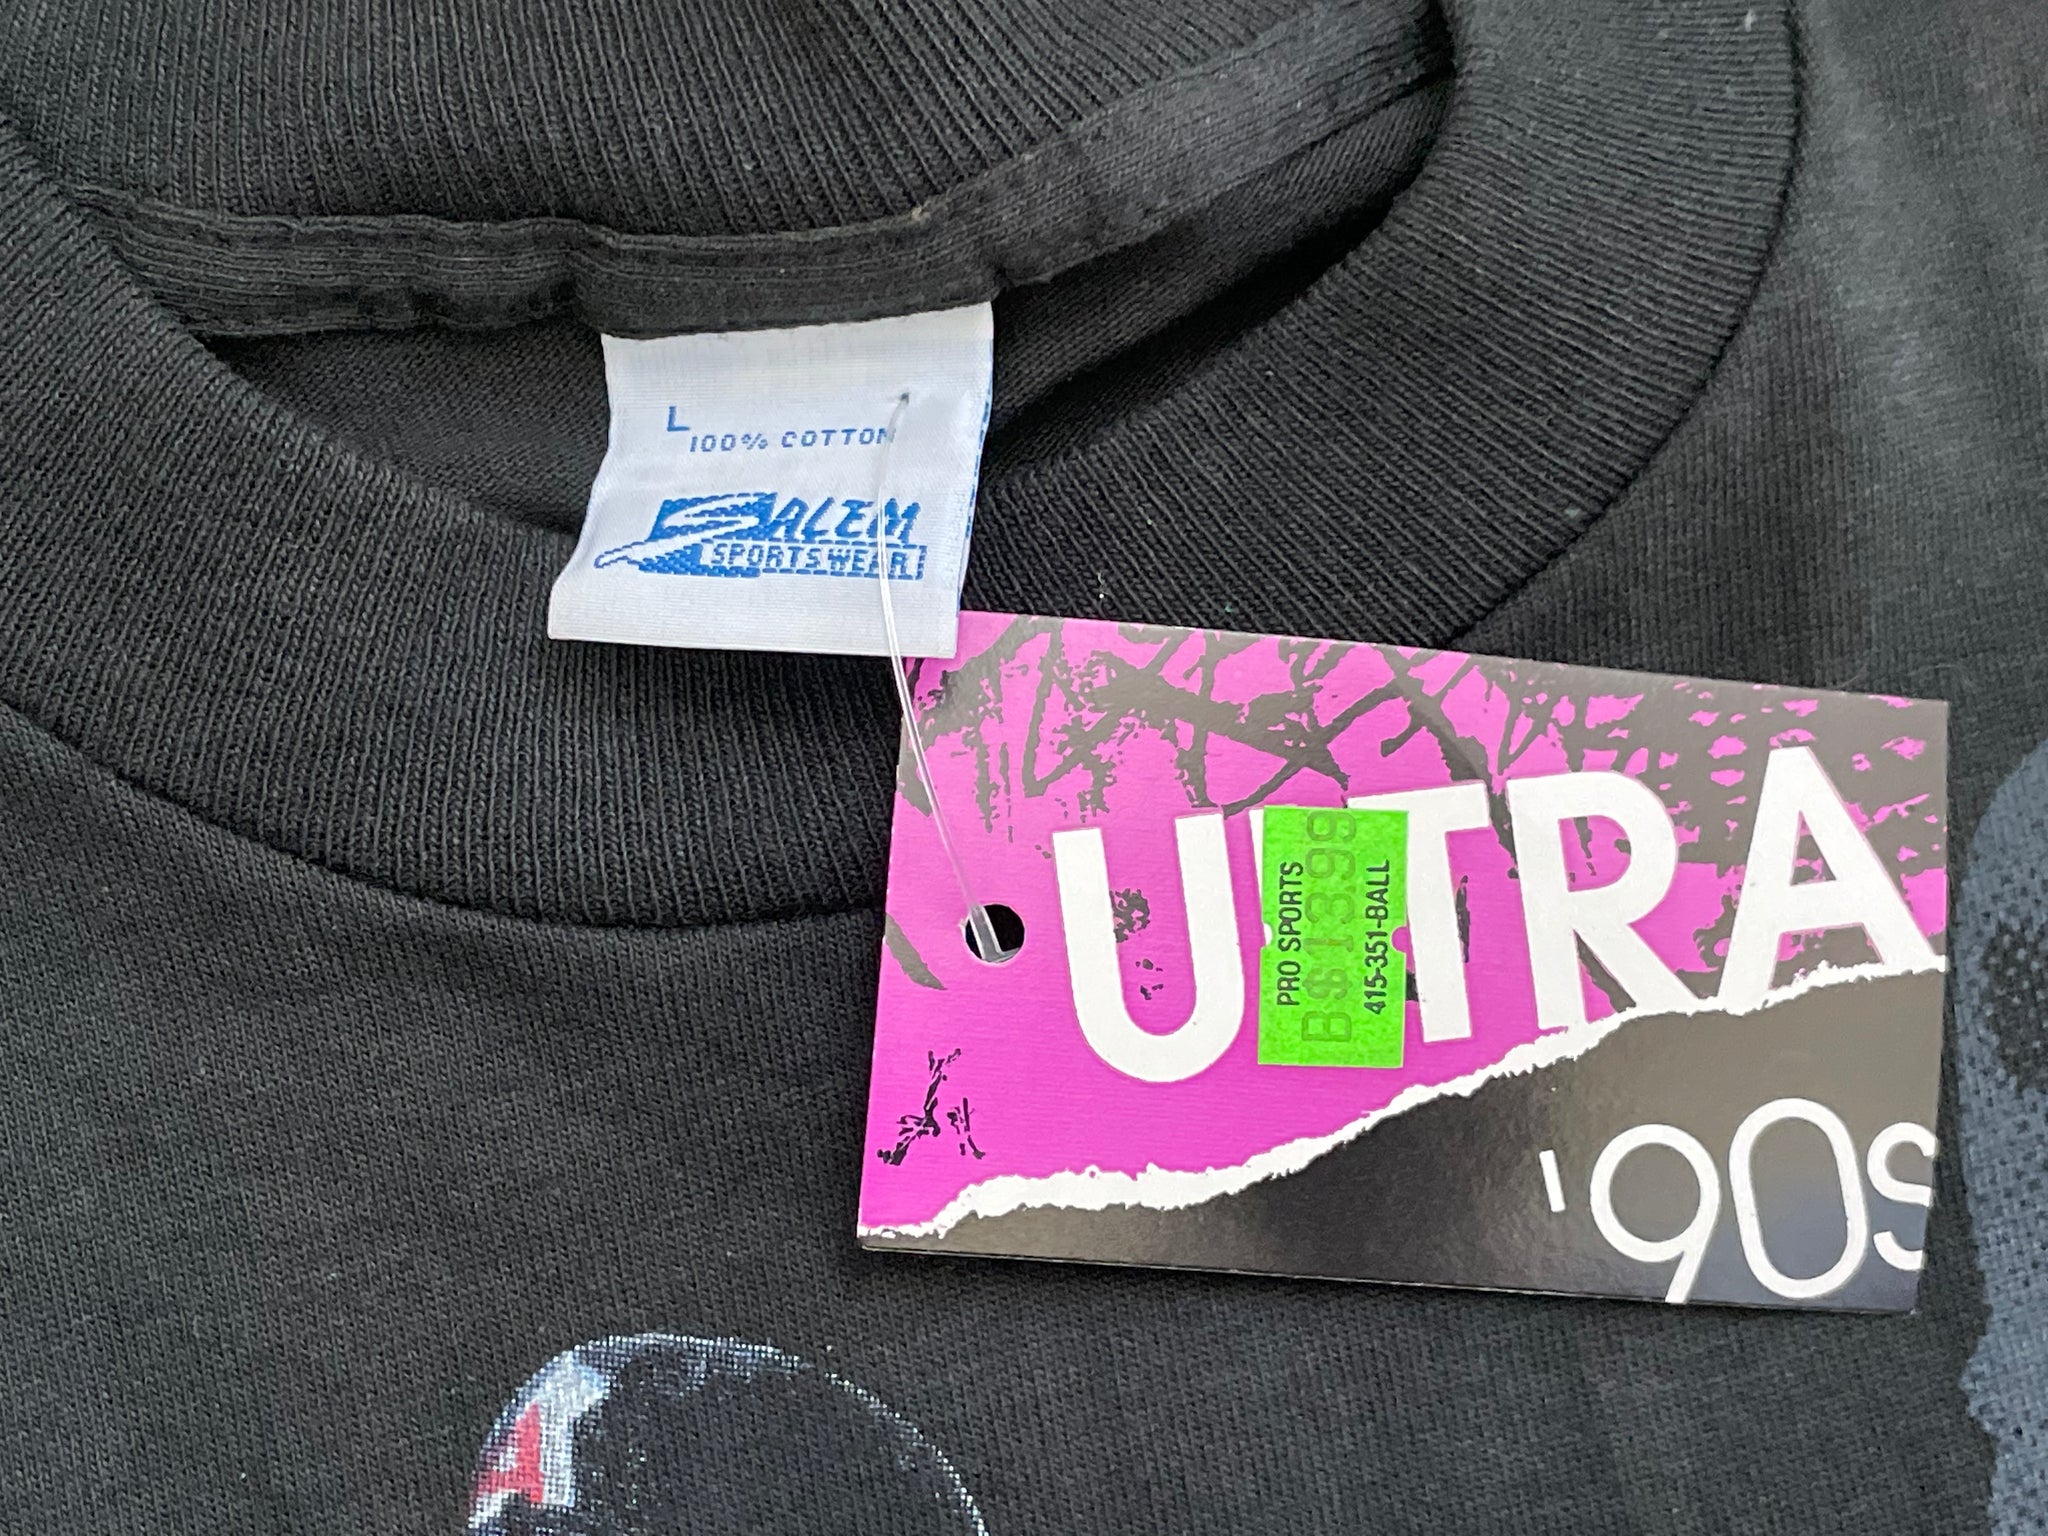 L
100% COTTON
SALEM
SPORTSWEAR
ULTRA
PRO SPORTS
B$13.99
415-351-BALL
'90s
A